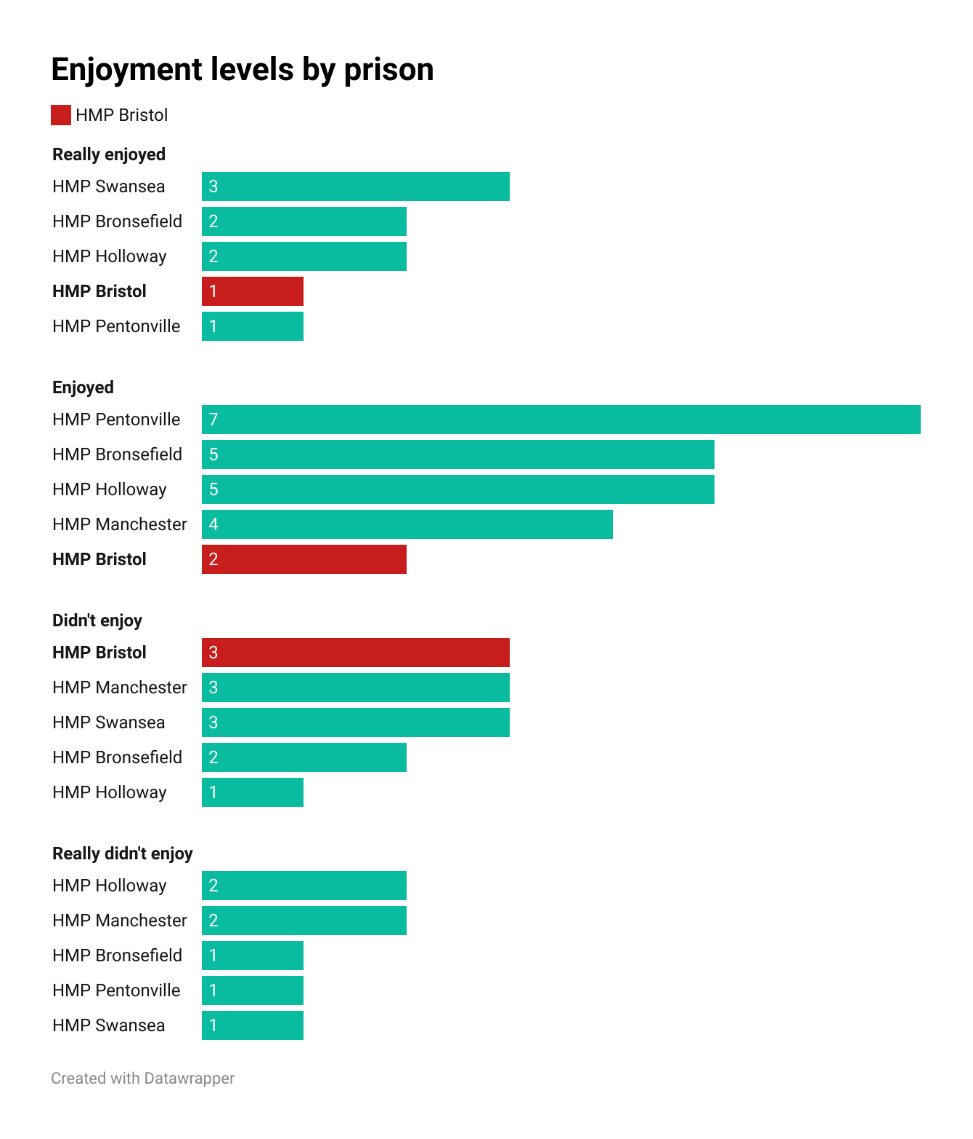 Enjoyment levels by prison
HMP Bristol
Really enjoyed
HMP Swansea 3
HMP Bronsefield 2
HMP Holloway 2
HMP Bristol 1
HMP Pentonville 1
Enjoyed
HMP Pentonville 7
HMP Bronsefield 5
HMP Holloway 5
HMP Manchester 4
HMP Bristol 2
Didn't enjoy
HMP Bristol 3
HMP Manchester 3
HMP Swansea 3
HMP Bronsefield 2
HMP Holloway 1
Really didn't enjoy
HMP Holloway 2
HMP Manchester 2
HMP Bronsefield 1
HMP Pentonville 1
HMP Swansea 1
Created with Datawrapper